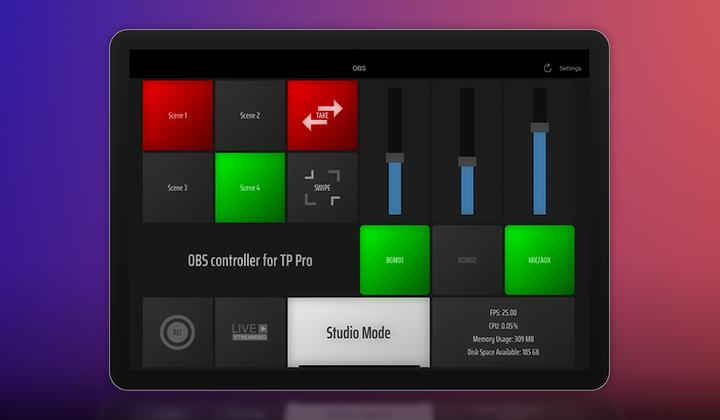 OBS
Settings
Scene 1
Scene 2
TAKE
Scene 3
Scene 4
SWIPE
OBS controller for TP Pro
BGM01
BGM02
MIC/AUX
REC
LIVE
STREAMING
Studio Mode
FPS: 25.00
CPU: 0.05%
Memory Usage: 309 MB
Disk Space Available: 185 GB